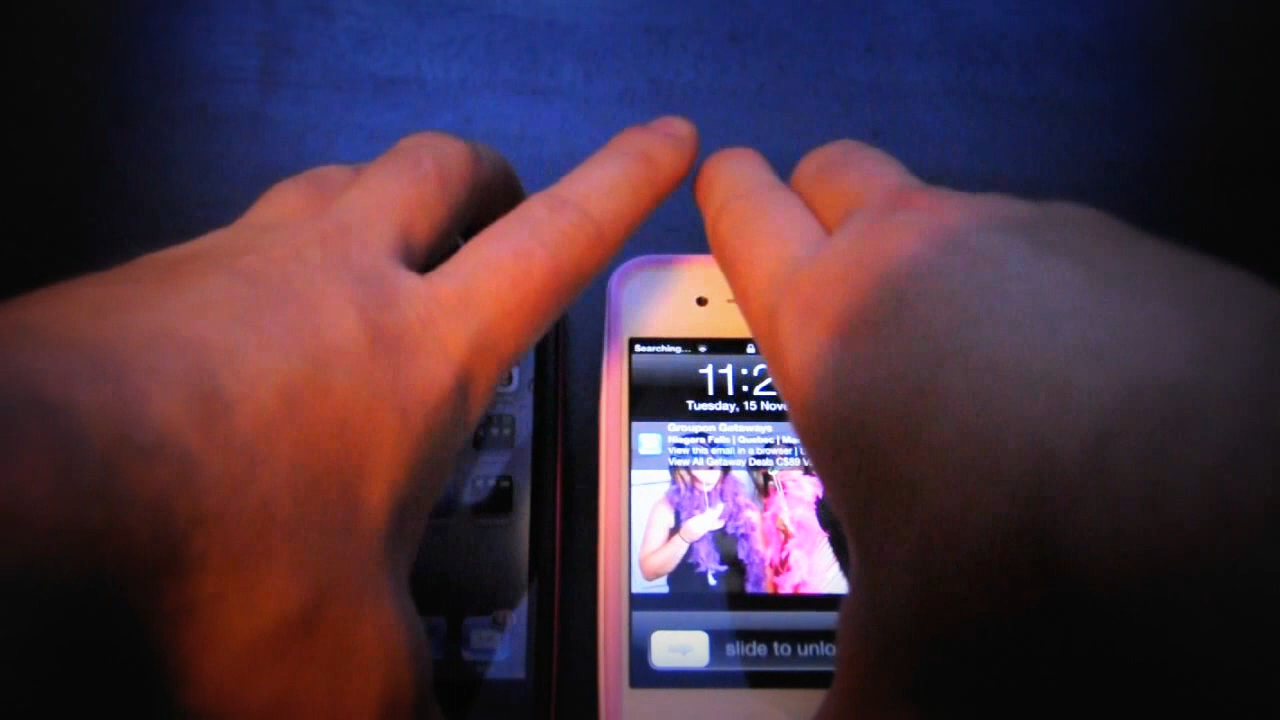 Searching...
11:2
Tuesday, 15 Nov
Groupon Getaways
Niagara Falls | Quebec | Ma
View this email in a browser |
View All Getaway Deals C$89 V
slide to unlo